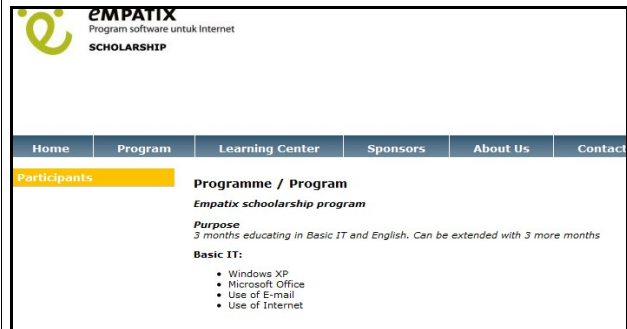 eMPATIX
Program software untuk Internet
SCHOLARSHIP
Home Program Learning Center Sponsors About Us Contact
Participants
Programme / Program
Empatix schoolarship program
Purpose
3 months educating in Basic IT and English. Can be extended with 3 more months
Basic IT:
• Windows XP
• Microsoft Office
• Use of E-mail
• Use of Internet